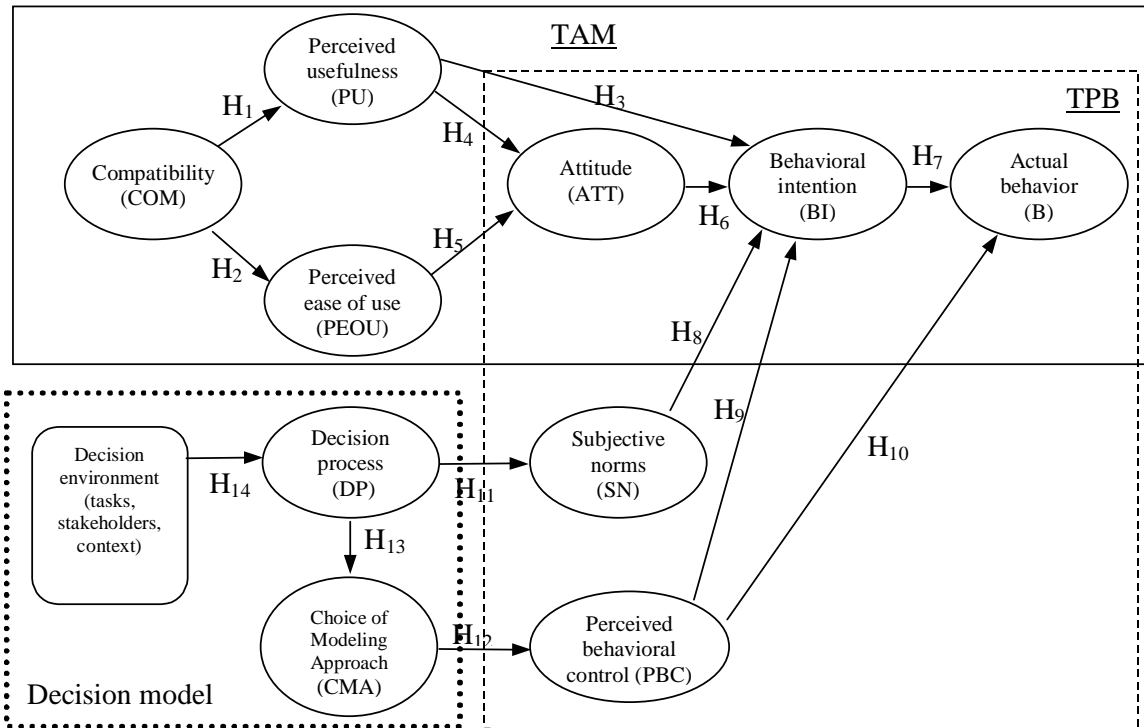 TAM
TPB
Perceived
usefulness
(PU)
H1
H3
H4
Compatibility
(COM)
Attitude
(ATT)
Behavioral
intention
(BI)
H7
Actual
behavior
(B)
H6
H5
H2
Perceived
ease of use
(PEOU)
H8
H9
H10
Decision
environment
(tasks,
stakeholders,
context)
H14
Decision
process
(DP)
H11
Subjective
norms
(SN)
H13
Choice of
Modeling
Approach
(CMA)
H12
Perceived
behavioral
control (PBC)
Decision model